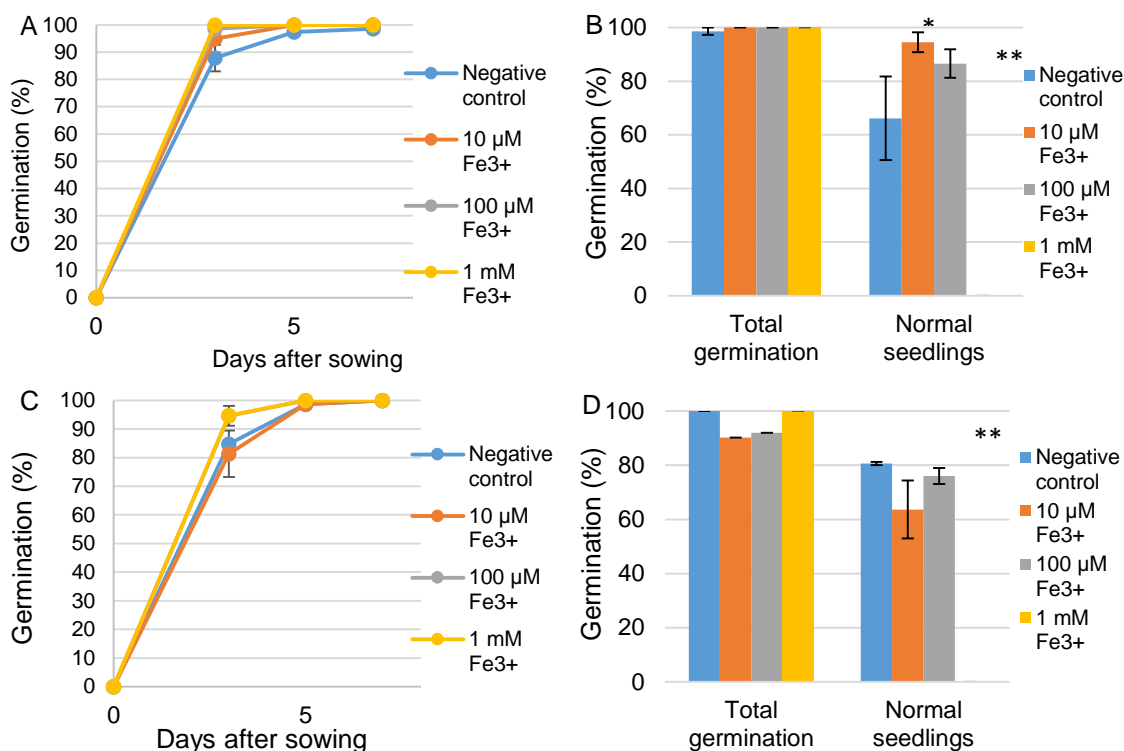 A
Germination (%)
100
90
80
70
60
50
40
30
20
10
0
0
5
Days after sowing
Negative
control
10 µM
Fe3+
100 µM
Fe3+
1 mM
Fe3+
B
Germination (%)
100
80
60
40
20
0
*
**
Total
germination
Normal
seedlings
Negative
control
10 µM
Fe3+
100 µM
Fe3+
1 mM
Fe3+
C
Germination (%)
100
90
80
70
60
50
40
30
20
10
0
0
5
Days after sowing
Negative
control
10 µM
Fe3+
100 µM
Fe3+
1 mM
Fe3+
D
Germination (%)
100
80
60
40
20
0
**
Total
germination
Normal
seedlings
Negative
control
10 µM
Fe3+
100 µM
Fe3+
1 mM
Fe3+